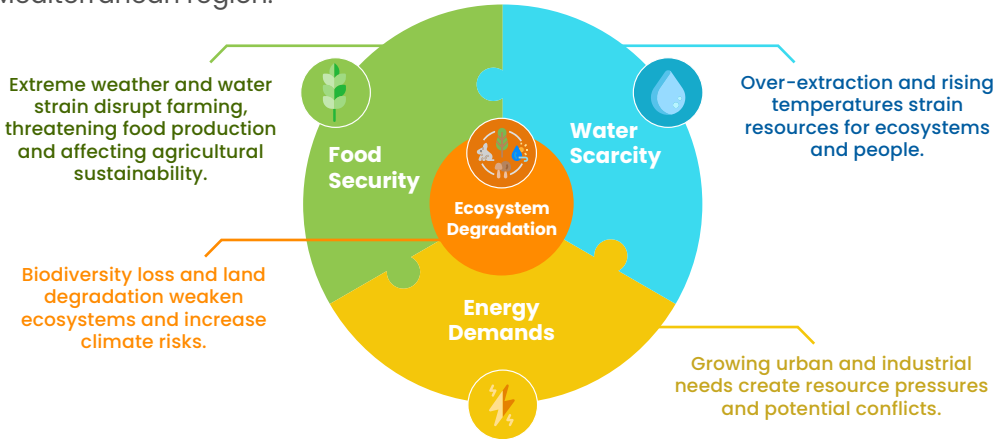 Mediterranean region.
Extreme weather and water
strain disrupt farming,
threatening food production
and affecting agricultural
sustainability.
Over-extraction and rising
temperatures strain
resources for ecosystems
and people.
Food
Security
Water
Scarcity
Ecosystem
Degradation
Biodiversity loss and land
degradation weaken
ecosystems and increase
climate risks.
Energy
Demands
Growing urban and industrial
needs create resource pressures
and potential conflicts.